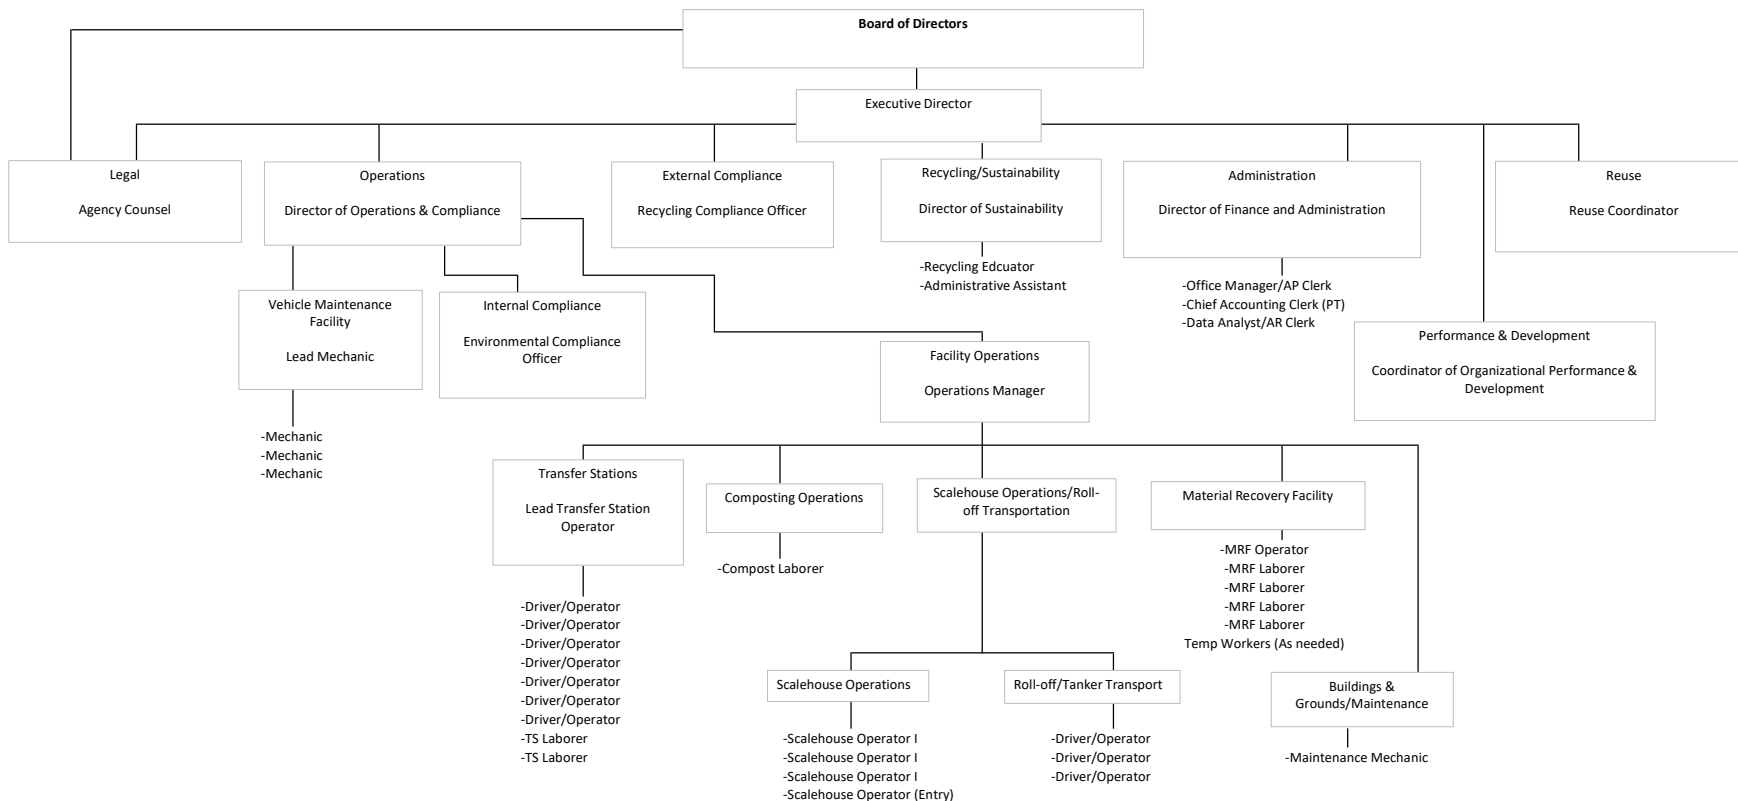 Board of Directors
Executive Director
Legal
Agency Counsel
Operations
Director of Operations & Compliance
External Compliance
Recycling Compliance Officer
Recycling/Sustainability
Director of Sustainability
-Recycling Edcuator
-Administrative Assistant
Administration
Director of Finance and Administration
-Office Manager/AP Clerk
-Chief Accounting Clerk (PT)
-Data Analyst/AR Clerk
Reuse
Reuse Coordinator
Vehicle Maintenance
Facility
Lead Mechanic
-Mechanic
-Mechanic
-Mechanic
Internal Compliance
Environmental Compliance
Officer
Facility Operations
Operations Manager
Performance & Development
Coordinator of Organizational Performance &
Development
Transfer Stations
Lead Transfer Station
Operator
-Driver/Operator
-Driver/Operator
-Driver/Operator
-Driver/Operator
-Driver/Operator
-Driver/Operator
-Driver/Operator
-TS Laborer
-TS Laborer
Composting Operations
-Compost Laborer
Scalehouse Operations/Roll-
off Transportation
Material Recovery Facility
-MRF Operator
-MRF Laborer
-MRF Laborer
-MRF Laborer
-MRF Laborer
Temp Workers (As needed)
Scalehouse Operations
-Scalehouse Operator I
-Scalehouse Operator I
-Scalehouse Operator I
-Scalehouse Operator (Entry)
Roll-off/Tanker Transport
-Driver/Operator
-Driver/Operator
-Driver/Operator
Buildings &
Grounds/Maintenance
-Maintenance Mechanic